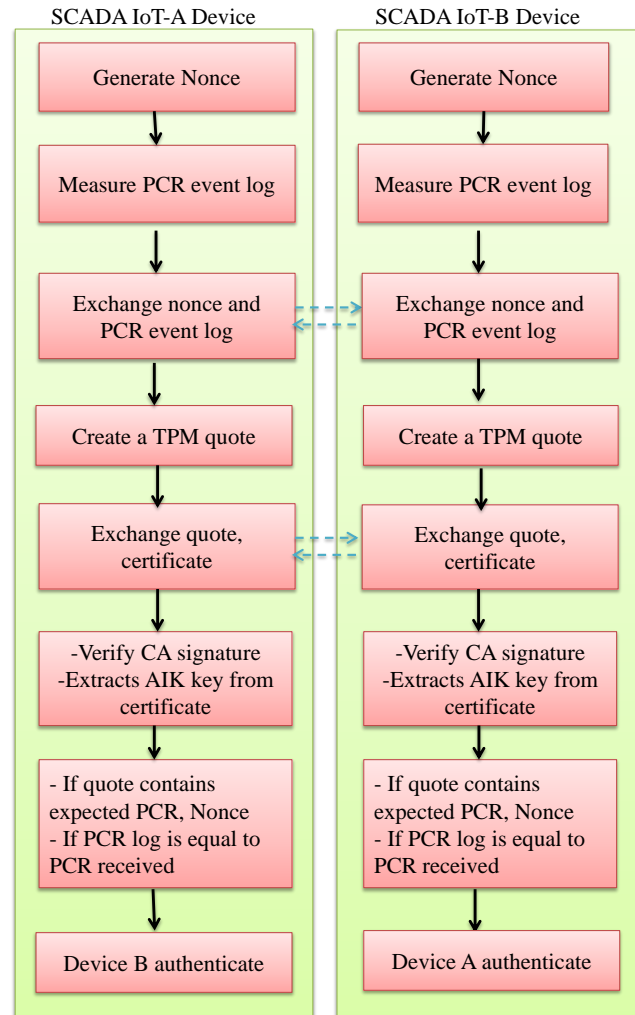 SCADA IoT-A Device
Generate Nonce
Measure PCR event log
Exchange nonce and
PCR event log
Create a TPM quote
Exchange quote,
certificate
-Verify CA signature
-Extracts AIK key from
certificate
- If quote contains
expected PCR, Nonce
- If PCR log is equal to
PCR received
Device B authenticate
SCADA IoT-B Device
Generate Nonce
Measure PCR event log
Exchange nonce and
PCR event log
Create a TPM quote
Exchange quote,
certificate
-Verify CA signature
-Extracts AIK key from
certificate
- If quote contains
expected PCR, Nonce
- If PCR log is equal to
PCR received
Device A authenticate